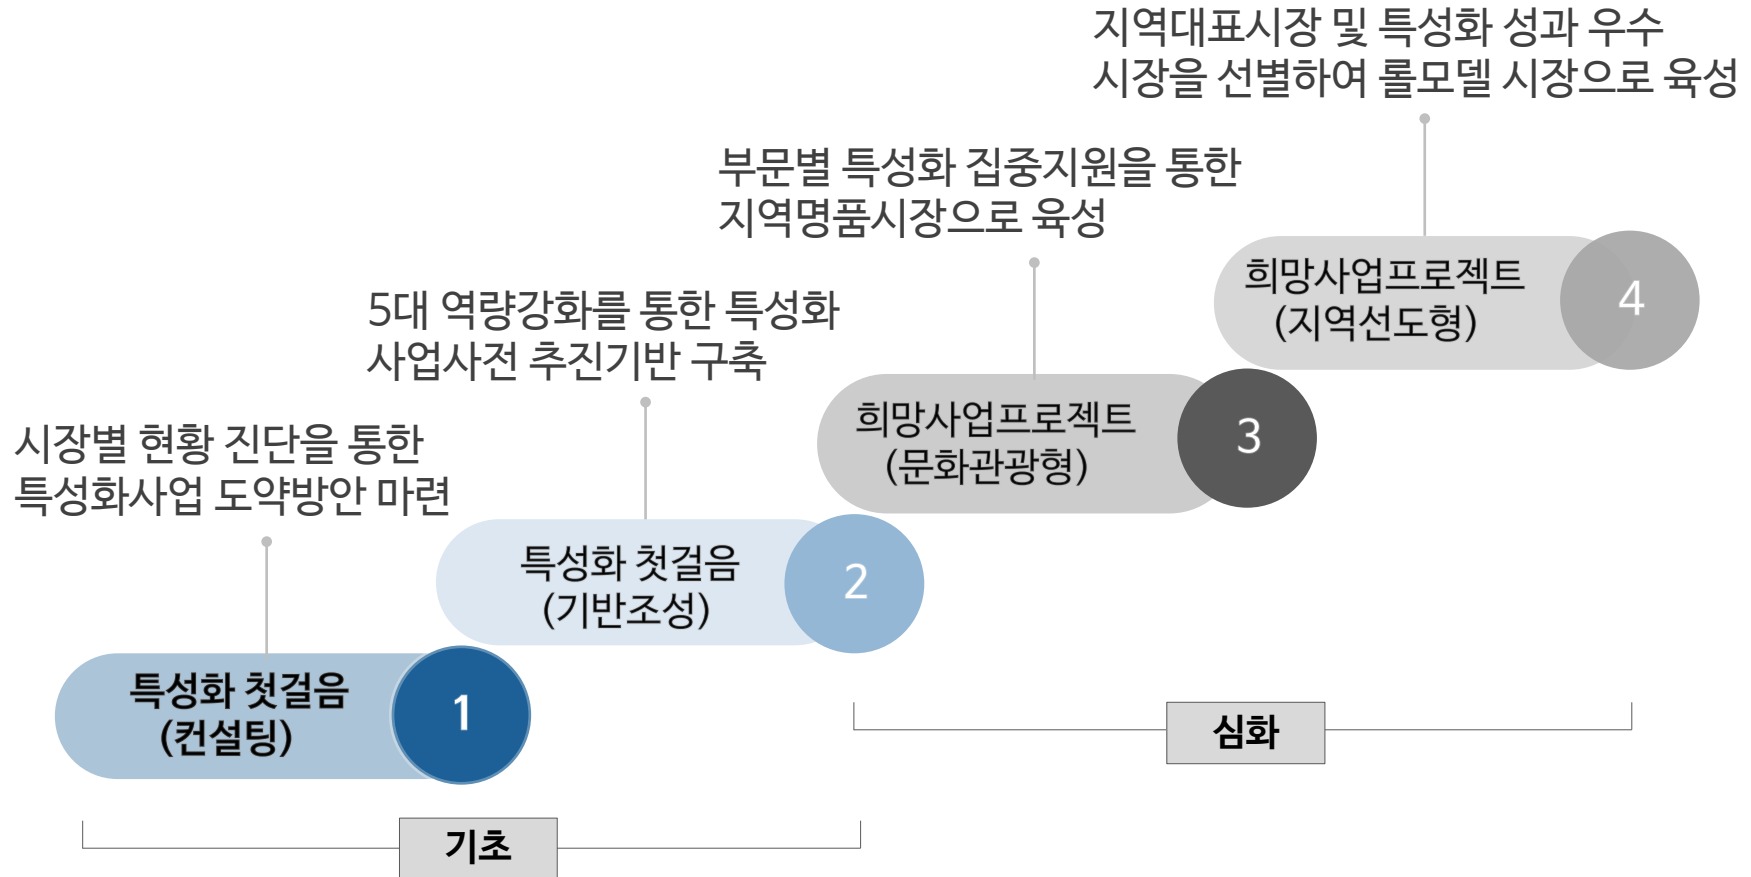 지역대표시장 및 특성화 성과 우수
시장을 선별하여 롤모델 시장으로 육성
부문별 특성화 집중지원을 통한
지역명품시장으로 육성
희망사업프로젝트
(지역선도형)
4
5대 역량강화를 통한 특성화
사업사전 추진기반 구축
희망사업프로젝트
(문화관광형)
3
시장별 현황 진단을 통한
특성화사업 도약방안 마련
특성화 첫걸음
(기반조성)
2
특성화 첫걸음
(컨설팅)
1
심화
기초